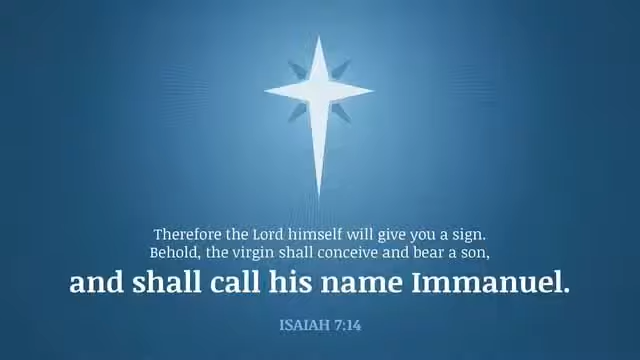 Therefore the Lord himself will give you a sign.
Behold, the virgin shall conceive and bear a son,
and shall call his name Immanuel.
ISAIAH 7:14